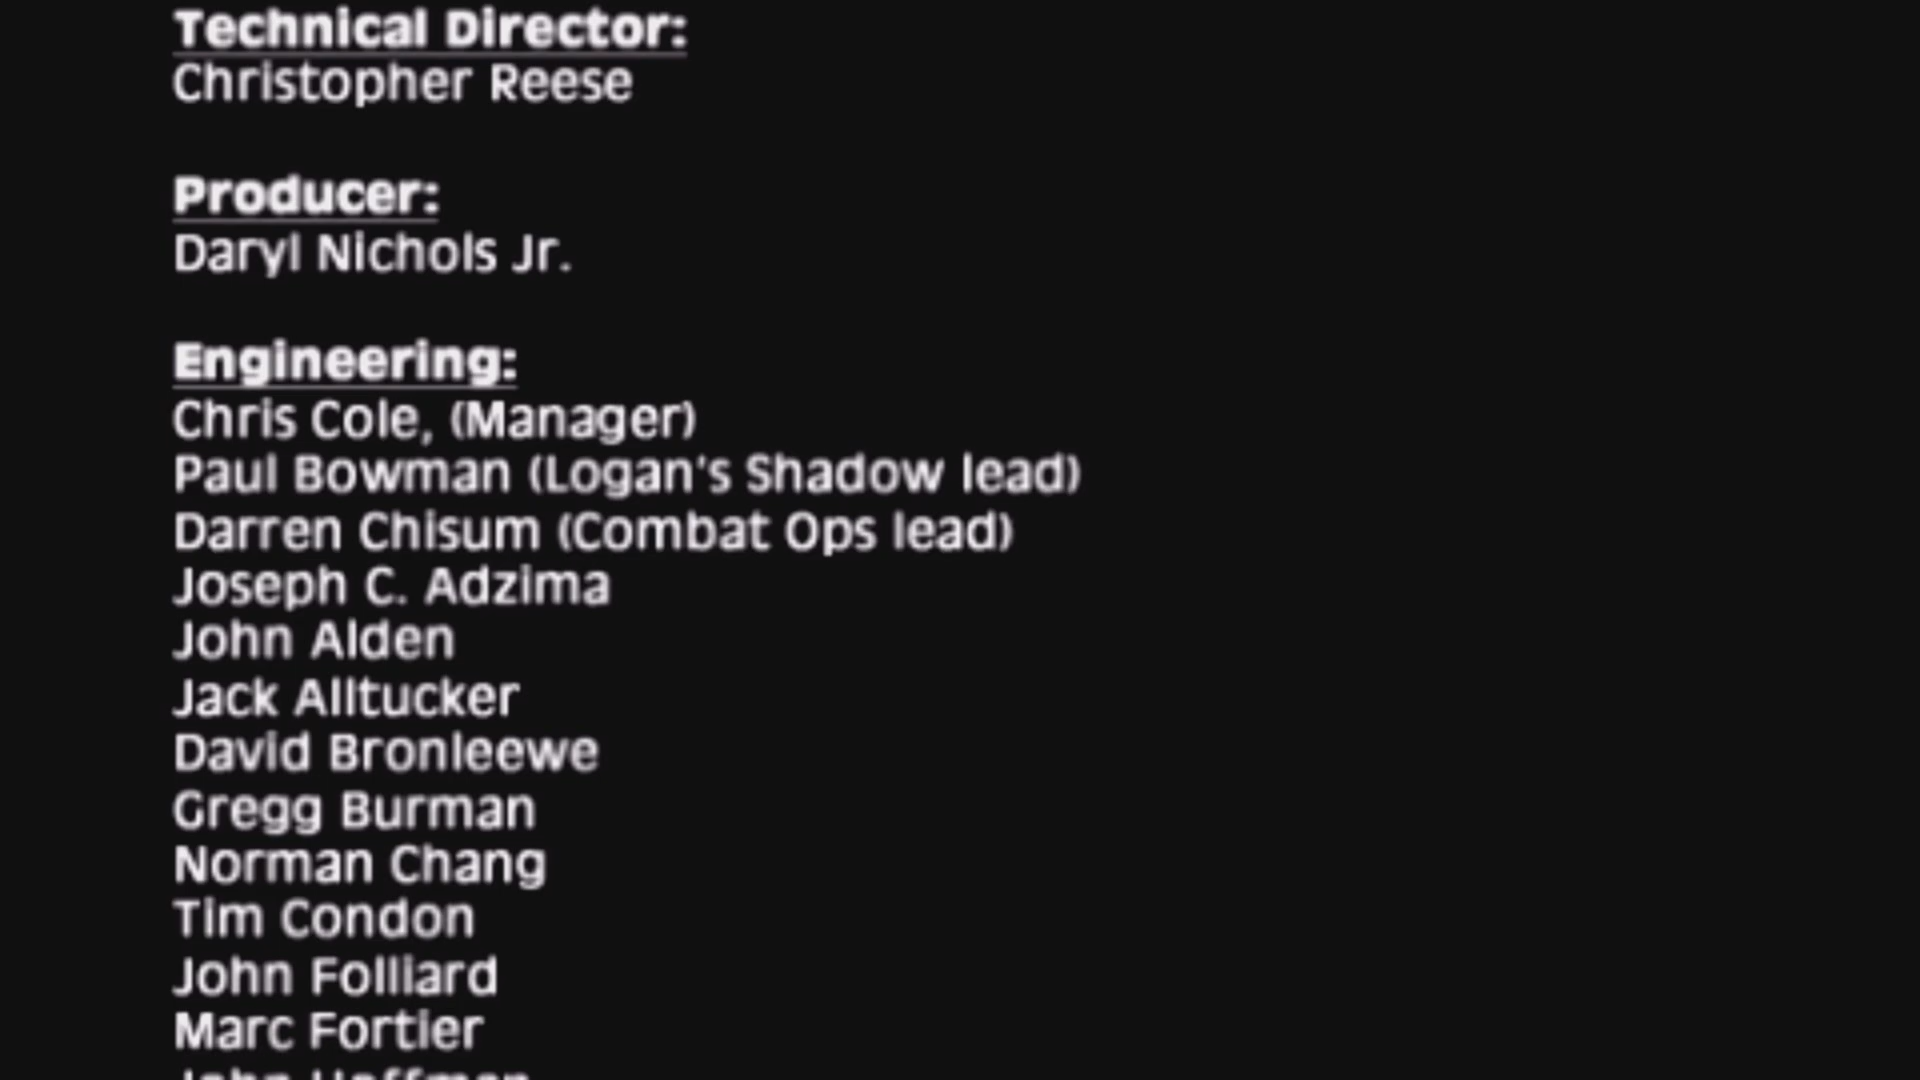 Technical Director:
Christopher Reese
Producer:
Daryl Nichols Jr.
Engineering:
Chris Cole, (Manager)
Paul Bowman (Logan's Shadow lead)
Darren Chisum (Combat Ops lead)
Joseph C. Adzima
John Alden
Jack Alltucker
David Bronleewe
Gregg Burman
Norman Chang
Tim Condon
John Folliard
Marc Fortier
John Hoffman